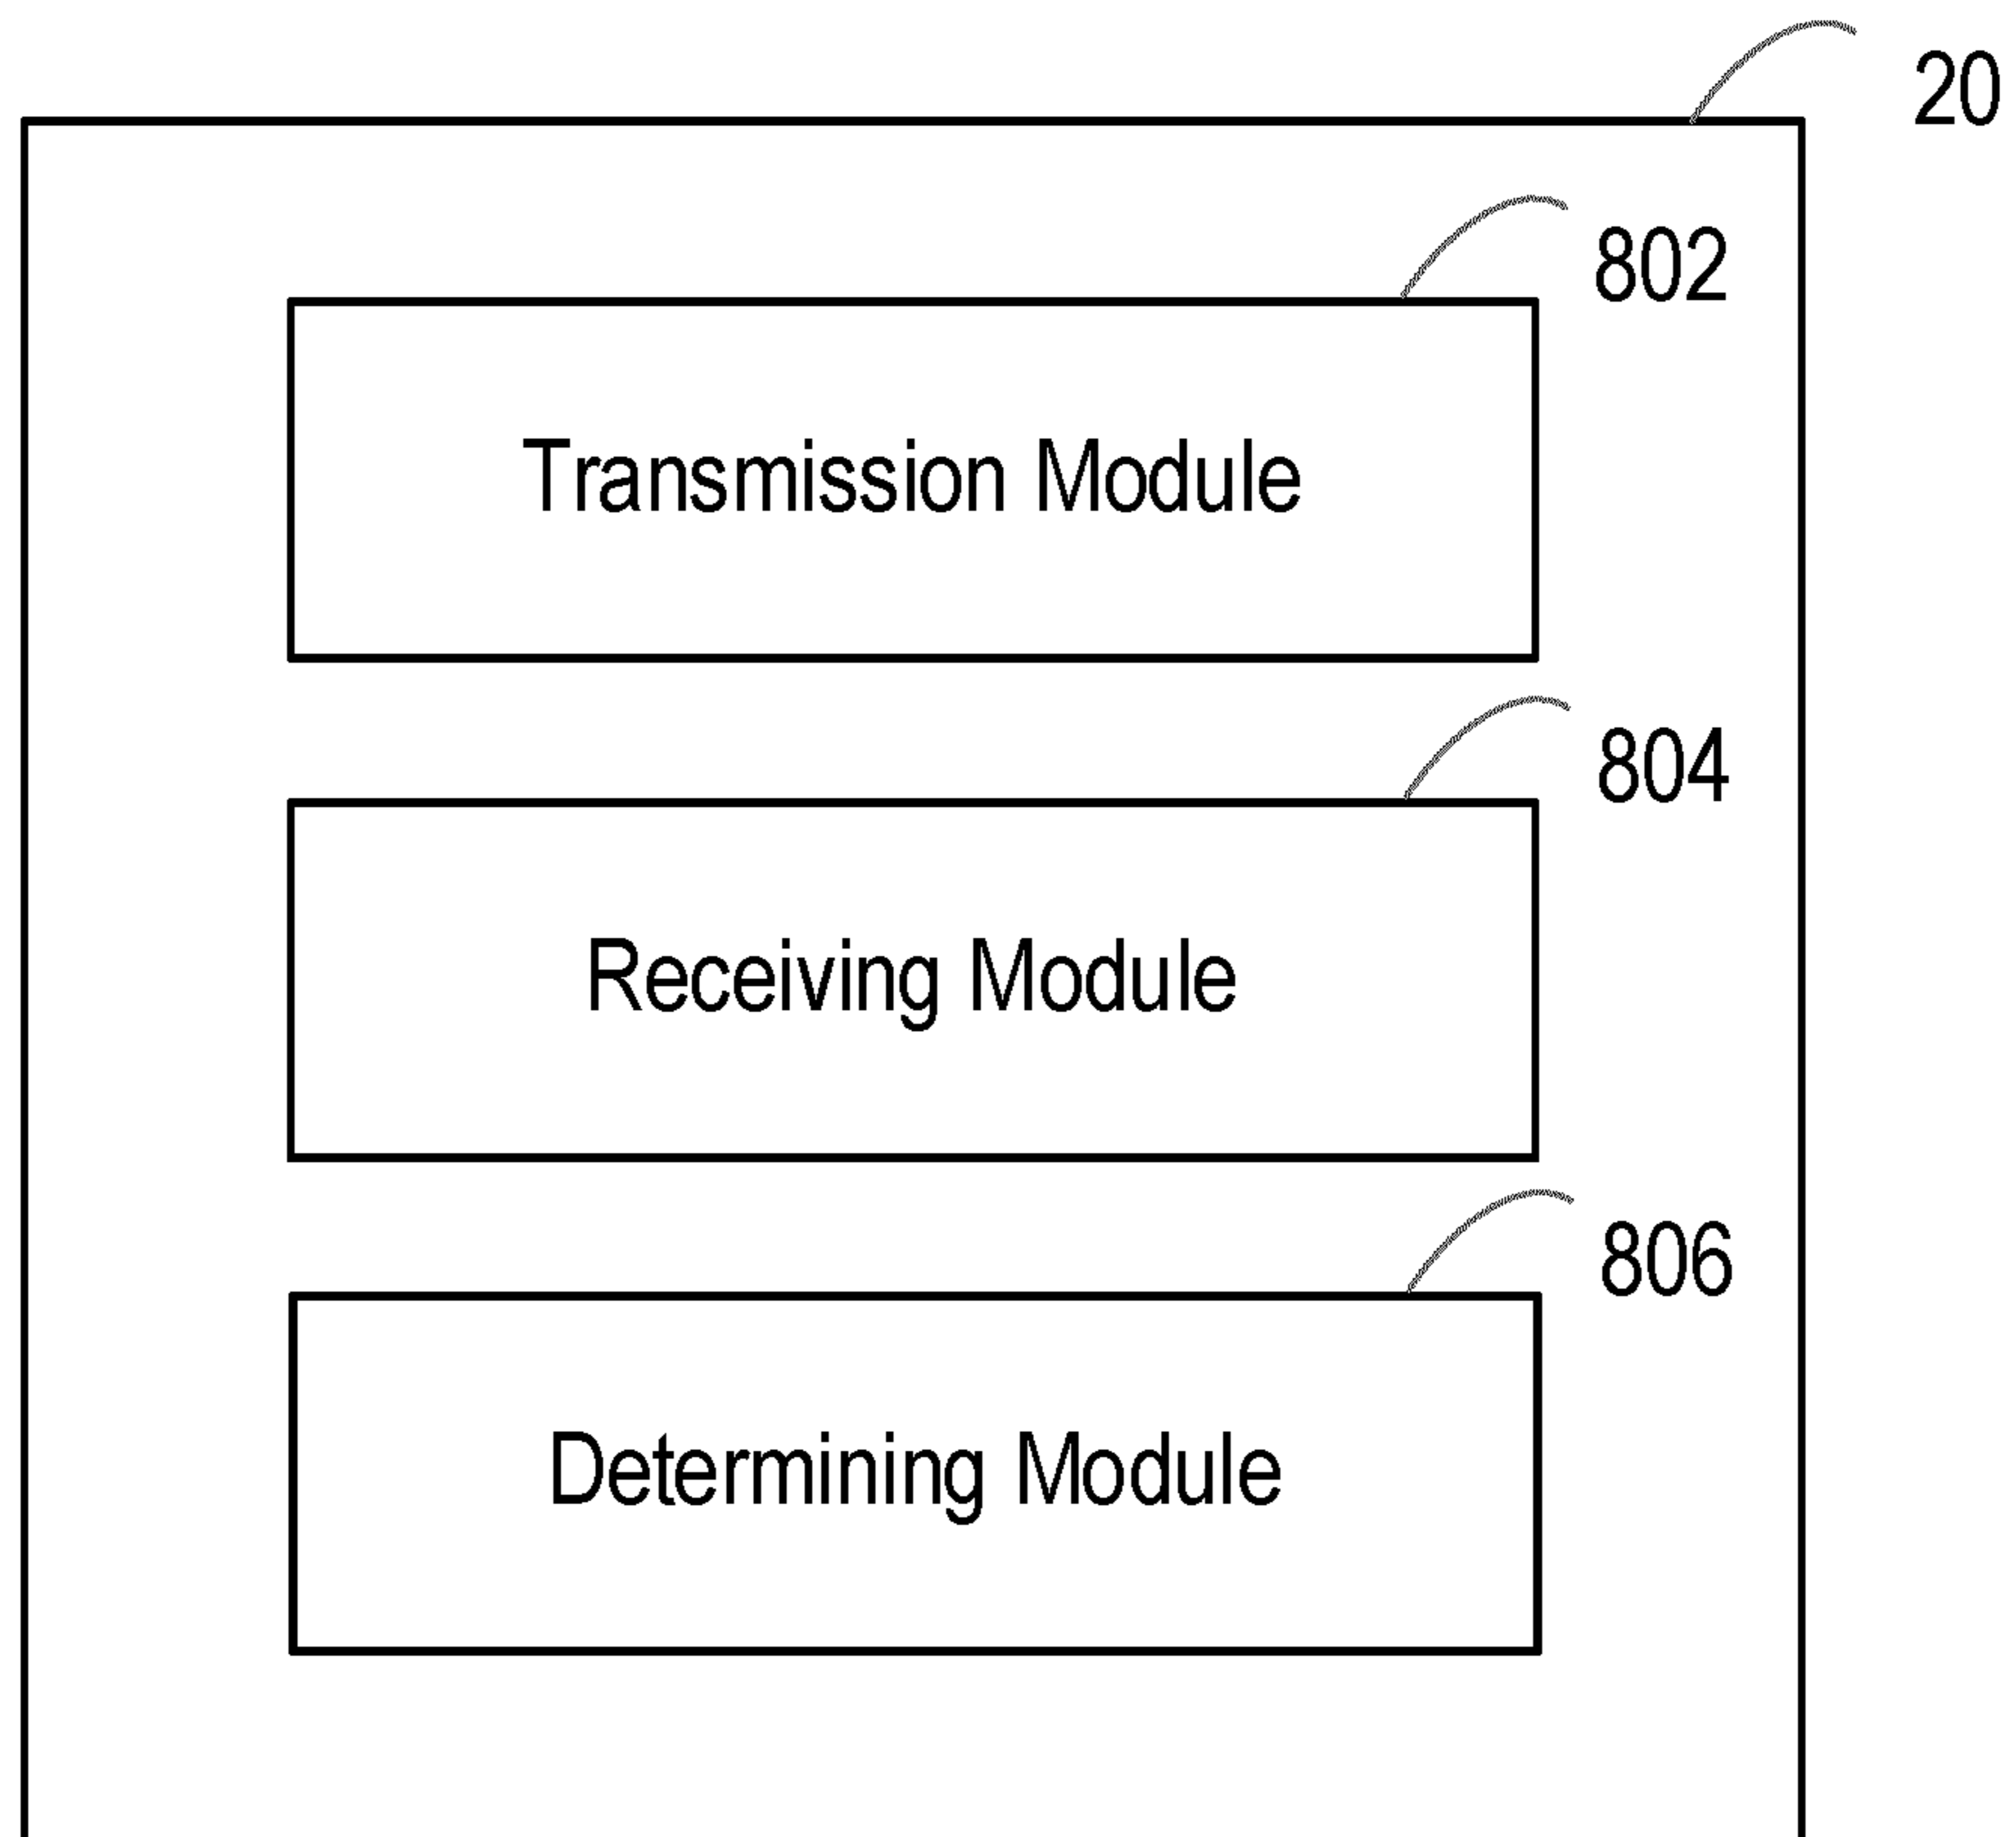 20
802
Transmission Module
804
Receiving Module
806
Determining Module